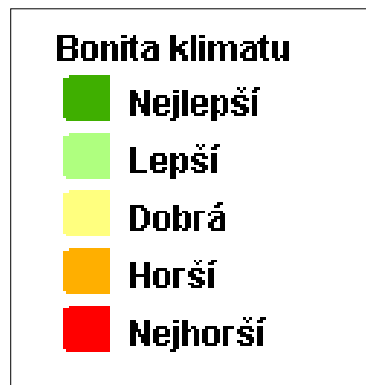 Bonita klimatu
Nejlepší
Lepší
Dobrá
Horší
Nejhorší